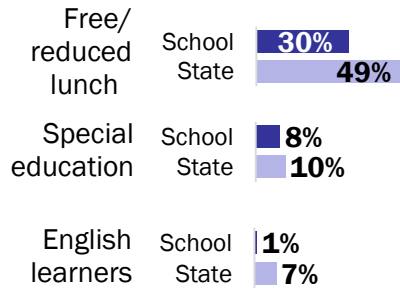 Free/
reduced
lunch
School 30%
State 49%
Special
education
School 8%
State 10%
English
learners
School 1%
State 7%